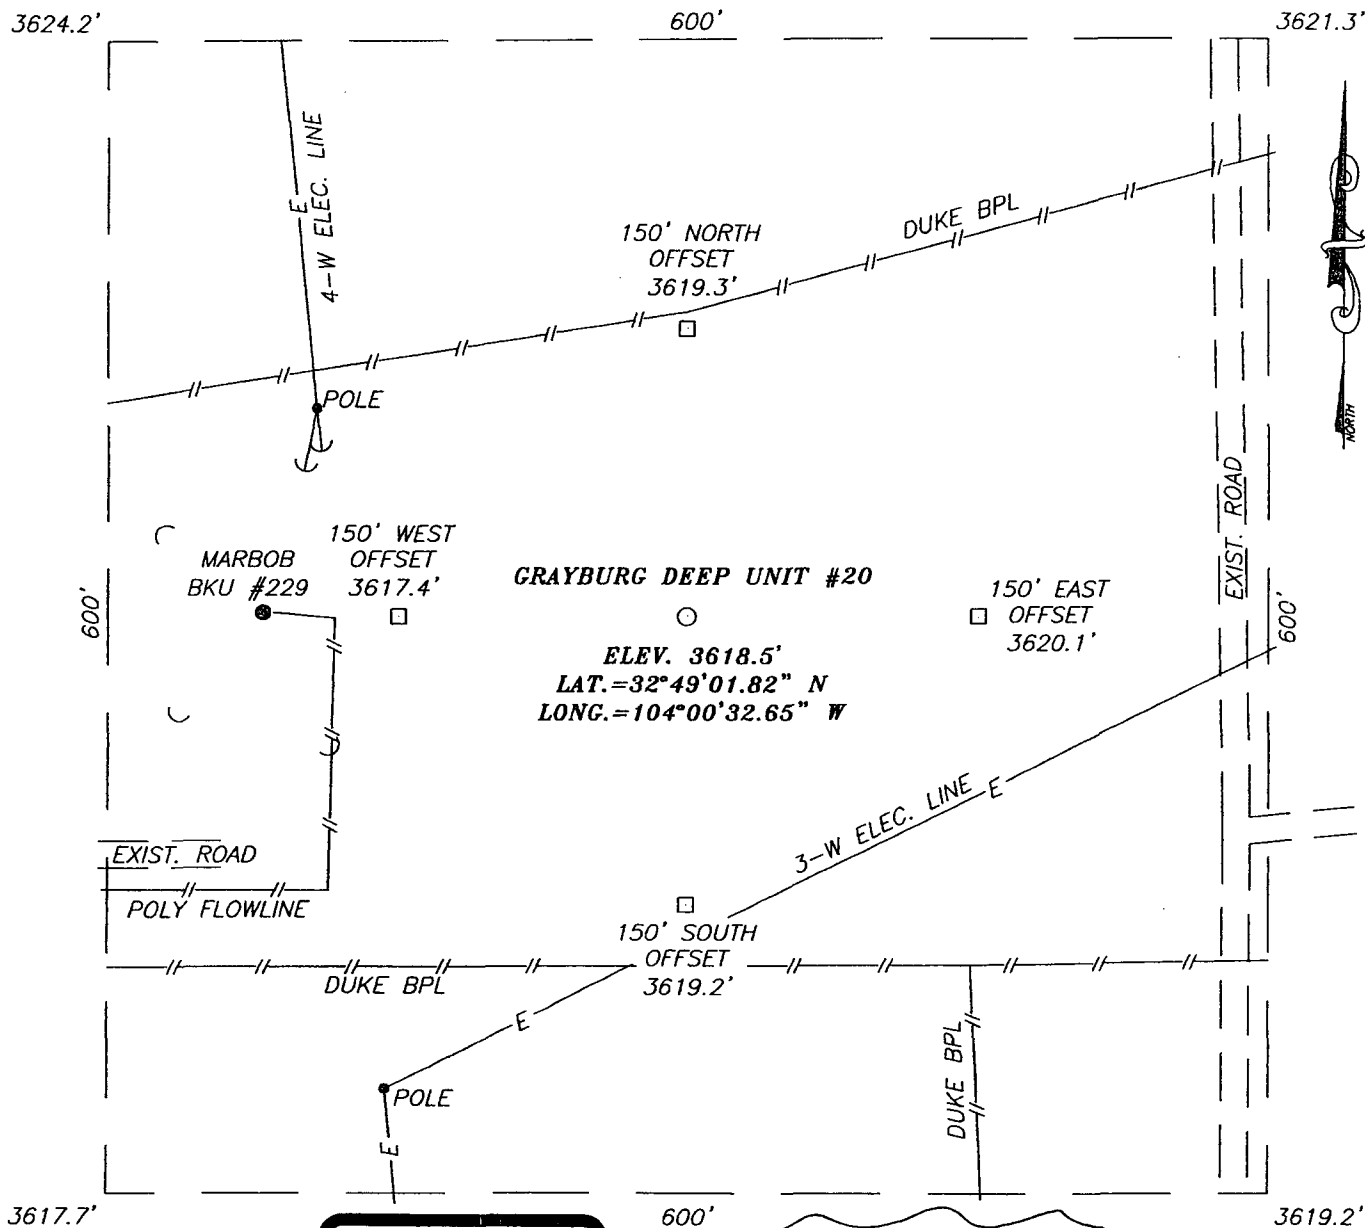 3624.2'
600'
3621.3'
E
4-W ELEC. LINE
150' NORTH
OFFSET
3619.3'
DUKE BPL
NORTH
POLE
EXIST. ROAD
MARBOB
BKU #229
150' WEST
OFFSET
3617.4'
GRAYBURG DEEP UNIT #20
150' EAST
OFFSET
3620.1'
600'
600'
ELEV. 3618.5'
LAT.=32°49'01.82" N
LONG.=104°00'32.65" W
3-W ELEC. LINE
E
EXIST. ROAD
POLY FLOWLINE
150' SOUTH
OFFSET
3619.2'
DUKE BPL
E
DUKE BPL
POLE
E
3617.7'
600'
3619.2'